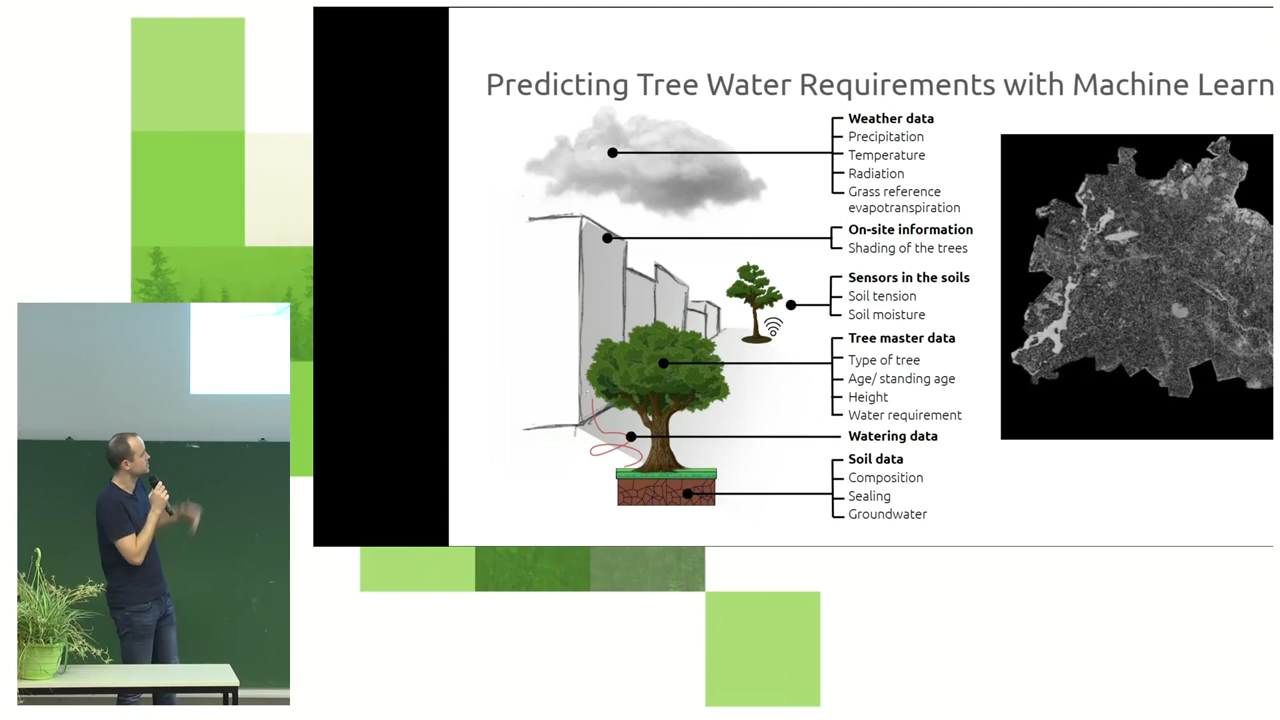 Predicting Tree Water Requirements with Machine Learn
Weather data
Precipitation
Temperature
Radiation
Grass reference
evapotranspiration
On-site information
Shading of the trees
Sensors in the soils
Soil tension
Soil moisture
Tree master data
Type of tree
Age/ standing age
Height
Water requirement
Watering data
Soil data
Composition
Sealing
Groundwater